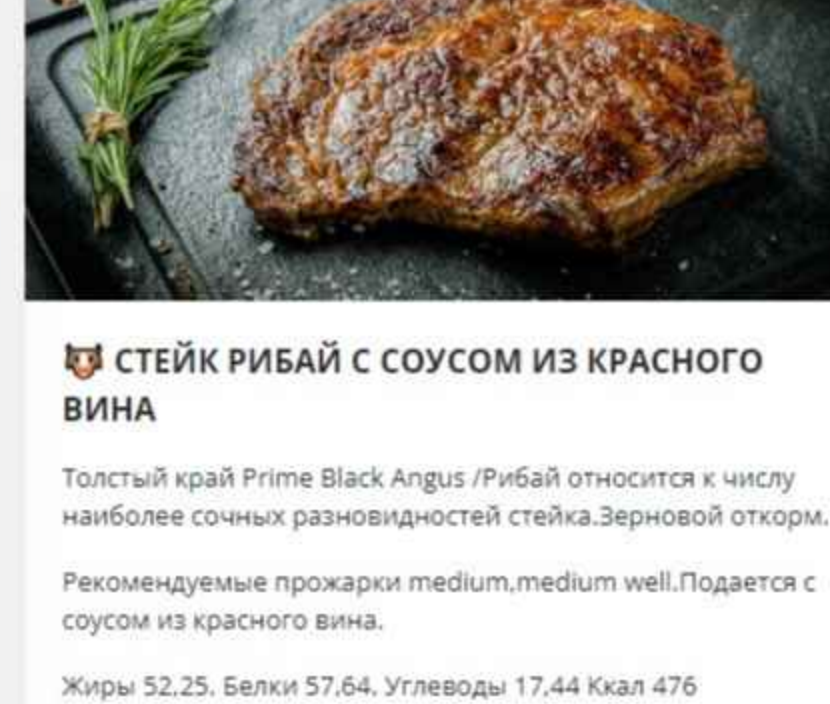 СТЕЙК РИБАЙ С СОУСОМ ИЗ КРАСНОГО
ВИНА
Толстый край Prime Black Angus /Рибай относится к числу
наиболее сочных разновидностей стейка.Зерновой откорм.
Рекомендуемые прожарки medium,medium well.Подается с
соусом из красного вина.
Жиры 52,25, Белки 57,64, Углеводы 17,44 Ккал 476